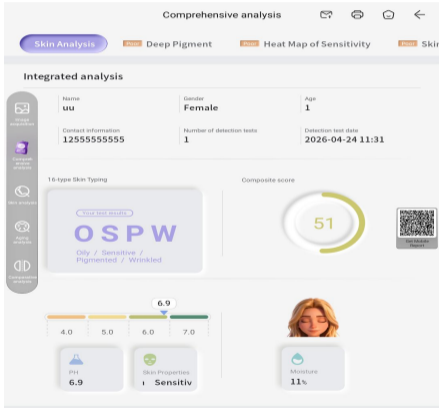 Comprehensive analysis
Skin Analysis
Deep Pigment
Heat Map of Sensitivity
Skin
Integrated analysis
Name
uu
Gender
Female
Age
1
Contact Information
12555555555
Number of detection tests
1
Detection test date
2026-04-24 11:31
16-type Skin Typing
Your test results
OSPW
Oily / Sensitive /
Pigmented / Wrinkled
Composite score
51
6.9
4.0 5.0 6.0 7.0
PH
6.9
Skin Properties
Sensitiv
Moisture
11%